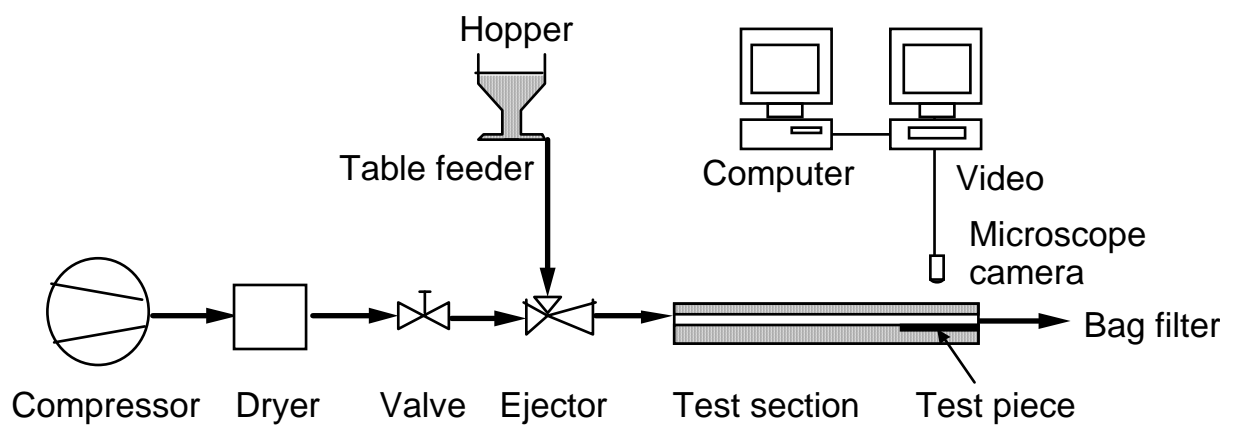 Hopper
Table feeder
Computer
Video
Microscope
camera
Bag filter
Compressor Dryer Valve Ejector Test section Test piece